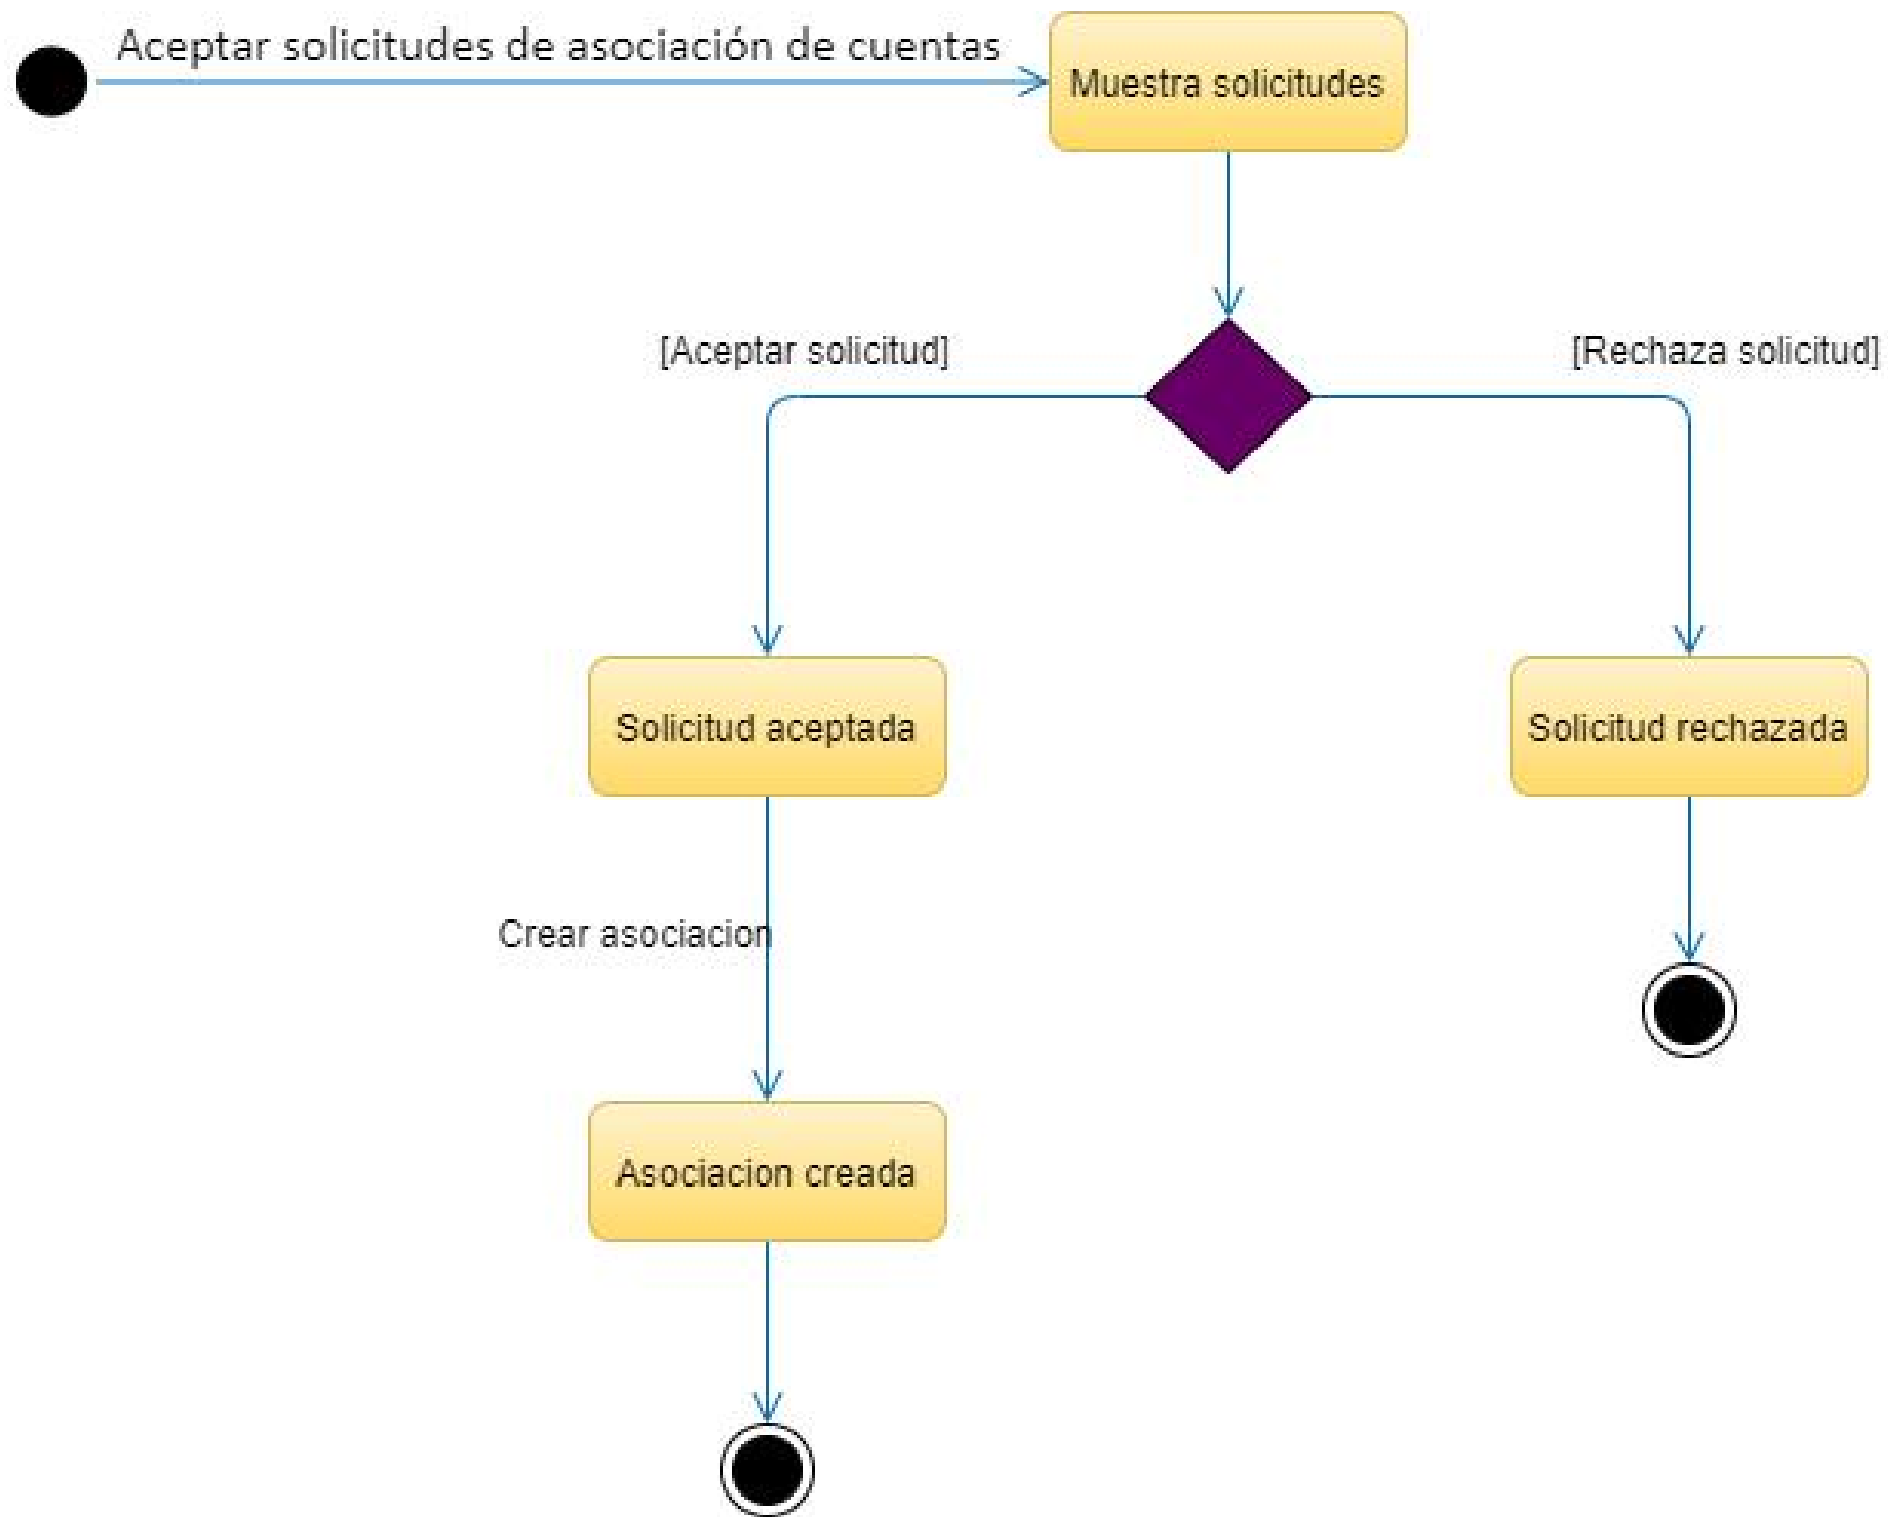 Aceptar solicitudes de asociación de cuentas
Muestra solicitudes
[Aceptar solicitud]
[Rechaza solicitud]
Solicitud aceptada
Solicitud rechazada
Crear asociacion
Asociacion creada